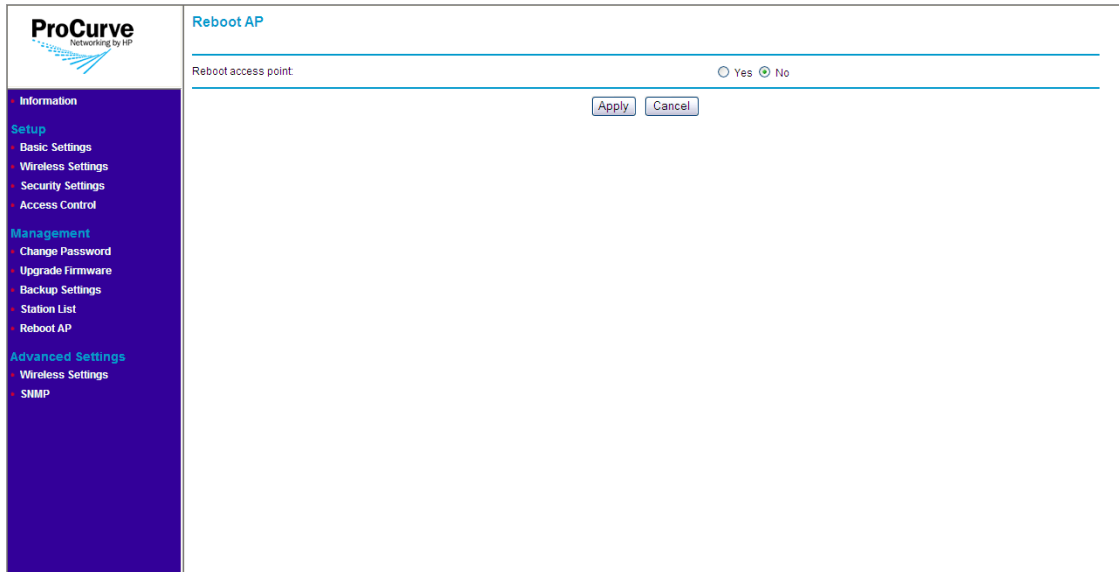 ProCurve
Networking by HP
Information
Setup
Basic Settings
Wireless Settings
Security Settings
Access Control
Management
Change Password
Upgrade Firmware
Backup Settings
Station List
Reboot AP
Advanced Settings
Wireless Settings
SNMP
Reboot AP
Reboot access point: Yes No
Apply Cancel